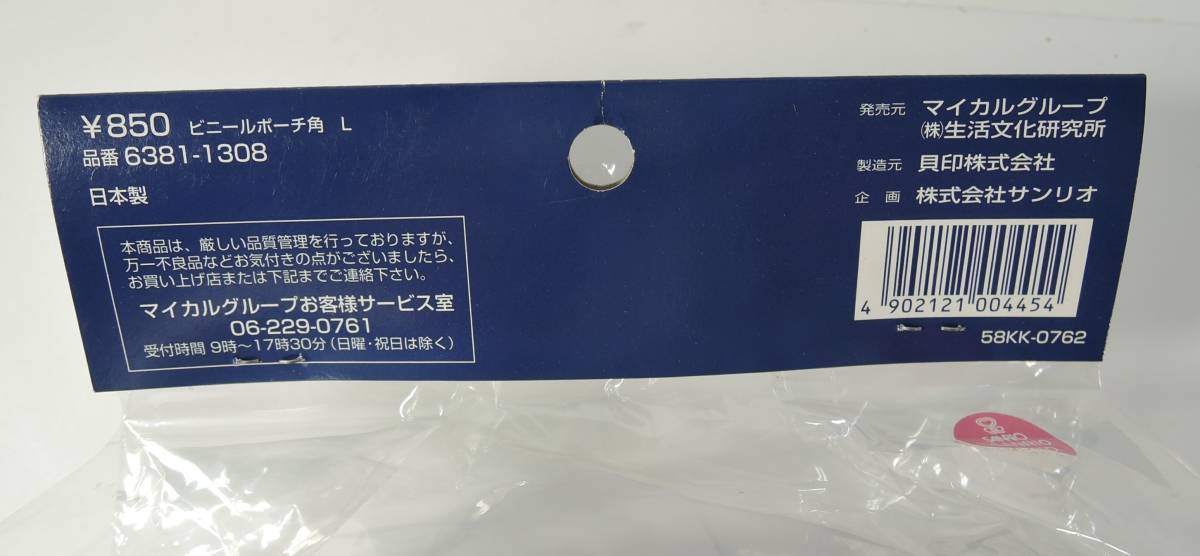 ¥850 ビニールポーチ角 L
品番 6381-1308
日本製
本商品は、厳しい品質管理を行っておりますが、
万一不良品などお気付きの点がございましたら、
お買い上げ店または下記までご連絡下さい。
マイカルグループお客様サービス室
06-229-0761
受付時間 9時〜17時30分(日曜・祝日は除く)
発売元 マイカルグループ
㈱生活文化研究所
製造元 貝印株式会社
企画 株式会社サンリオ
4 902121 004454
58KK-0762
SANRIO